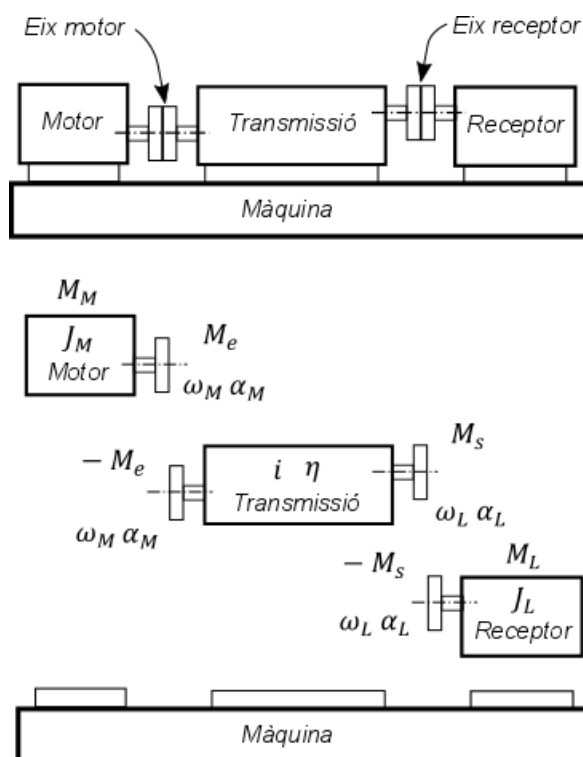 Eix motor
Eix receptor
Motor
Transmissió
Receptor
Màquina
M_M
J_M
Motor
M_e
ω_M α_M
− M_e
ω_M α_M
i η
Transmissió
M_s
ω_L α_L
− M_s
ω_L α_L
M_L
J_L
Receptor
Màquina